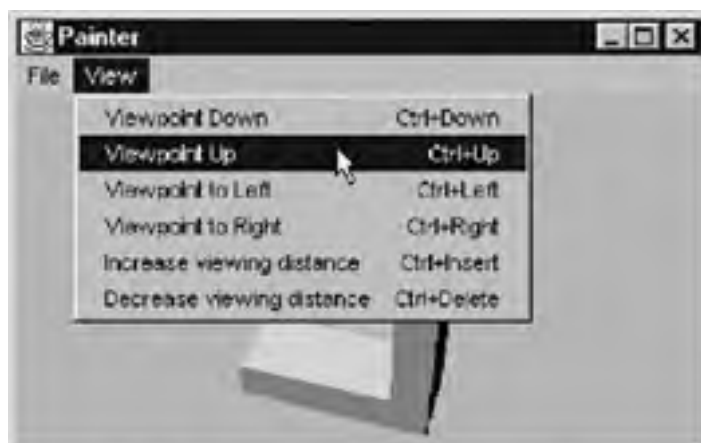 Painter
File View
Viewpoint Down Ctrl+Down
Viewpoint Up Ctrl+Up
Viewpoint to Left Ctrl+Left
Viewpoint to Right Ctrl+Right
Increase viewing distance Ctrl+Insert
Decrease viewing distance Ctrl+Delete